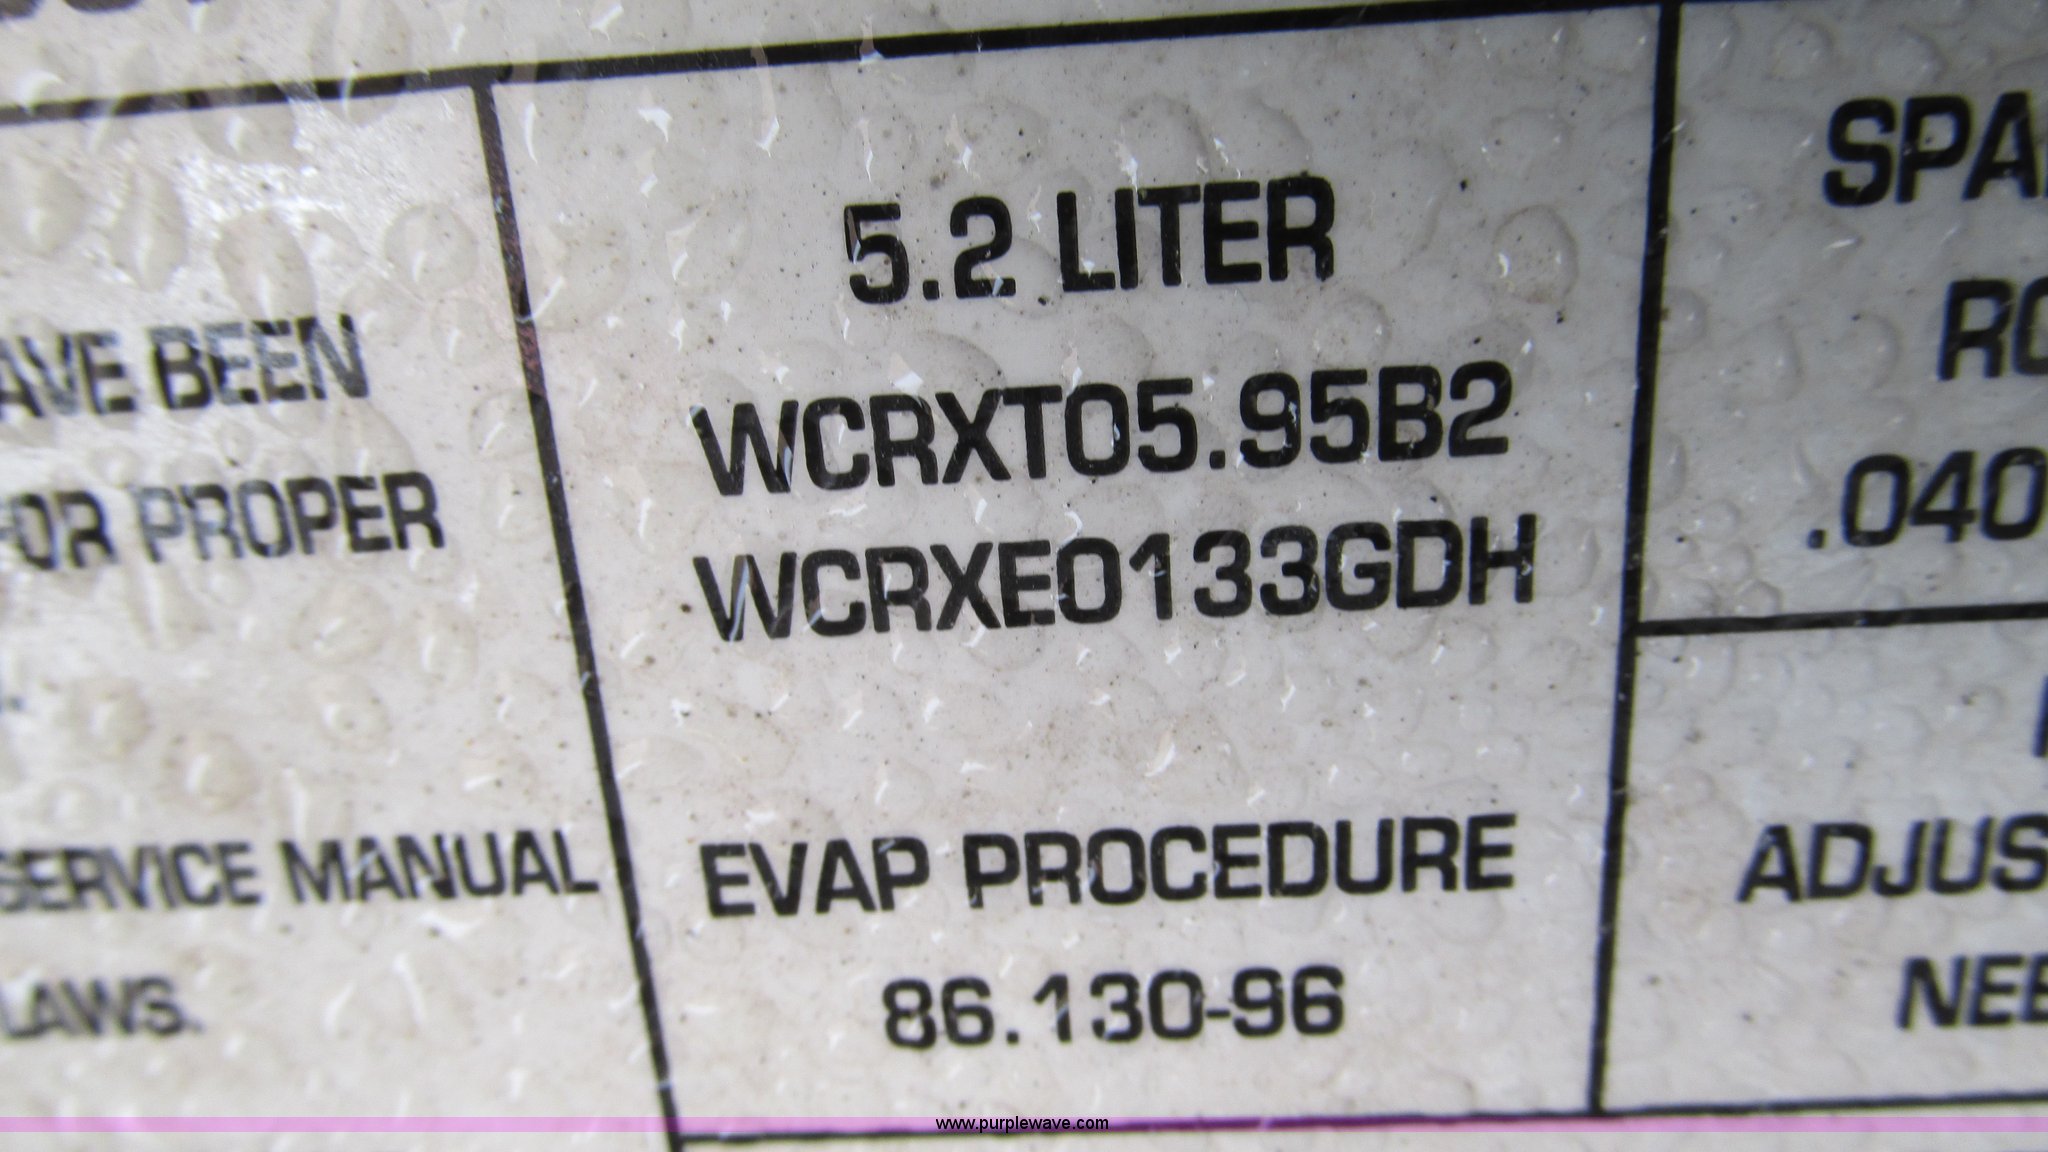 AVE BEEN
FOR PROPER
SERVICE MANUAL
LAWS.
5.2 LITER
WCRXT05.95B2
WCRXE0133GDH
EVAP PROCEDURE
86.130-96
SPA
RO
.040
ADJUS
NEE
www.purplewave.com